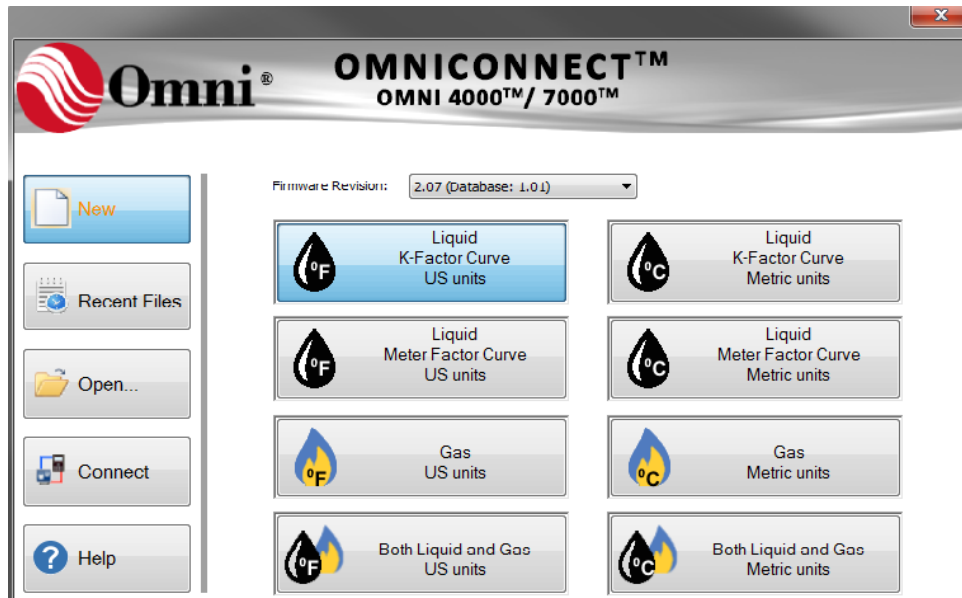 x
Omni®
OMNICONNECT™
OMNI 4000™/ 7000™
Firmware Revision: 2.07 (Database: 1.01)
New
Recent Files
Open...
Connect
Help
°F Liquid
K-Factor Curve
US units
°C Liquid
K-Factor Curve
Metric units
°F Liquid
Meter Factor Curve
US units
°C Liquid
Meter Factor Curve
Metric units
°F Gas
US units
°C Gas
Metric units
°F Both Liquid and Gas
US units
°C Both Liquid and Gas
Metric units